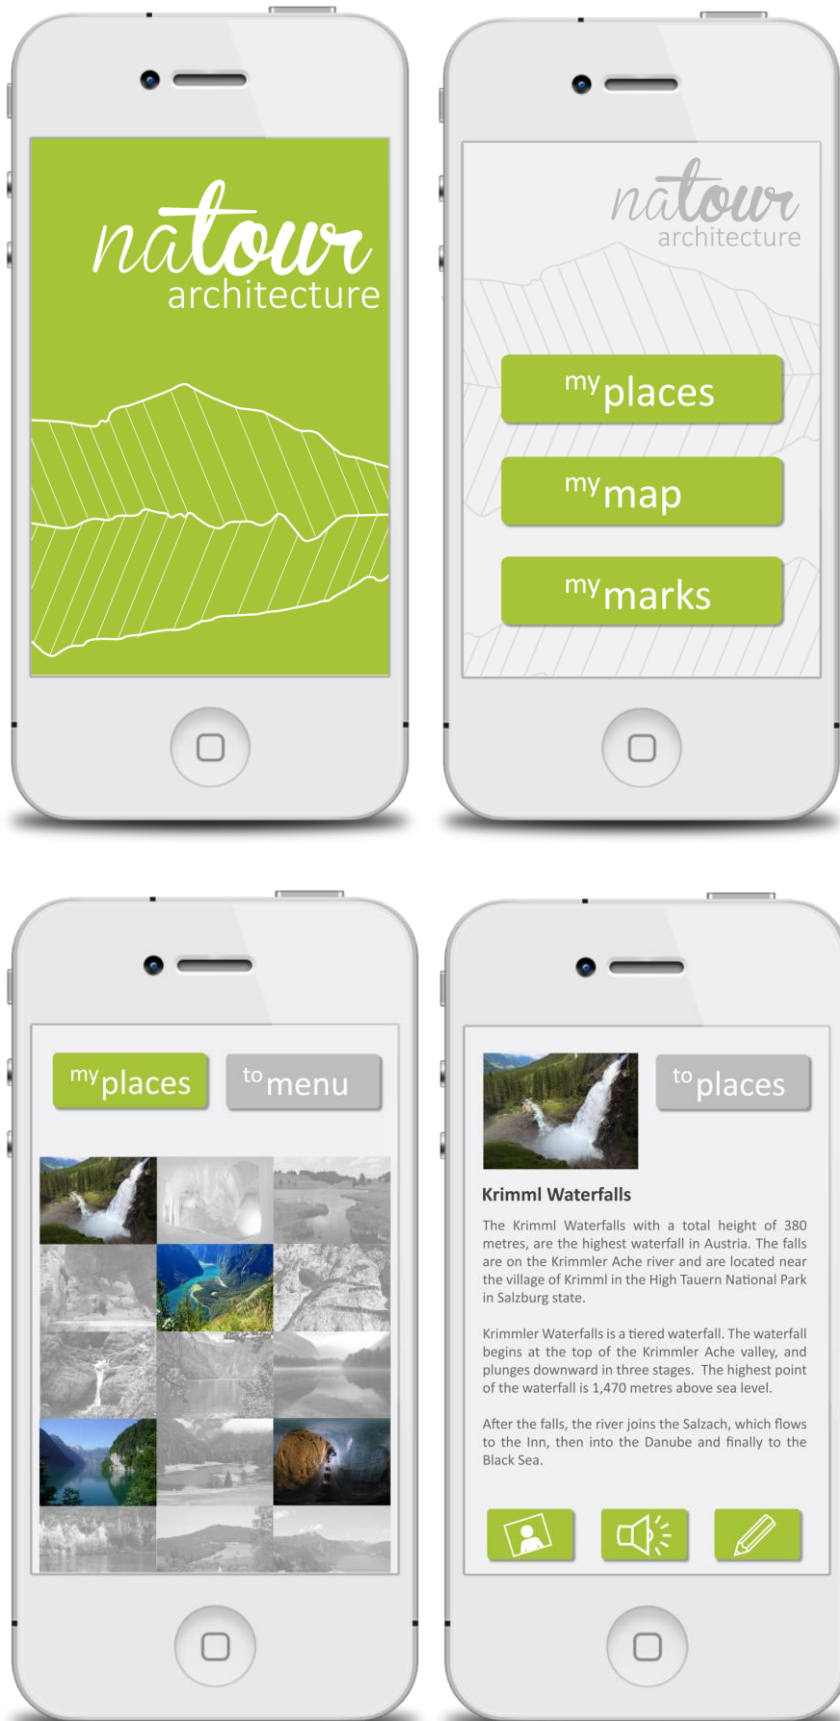 natour
architecture
natour
architecture
my places
my map
my marks
my places
to menu
to places
Krimml Waterfalls
The Krimml Waterfalls with a total height of 380
metres, are the highest waterfall in Austria. The falls
are on the Krimmler Ache river and are located near
the village of Krimml in the High Tauern National Park
in Salzburg state.
Krimmler Waterfalls is a tiered waterfall. The waterfall
begins at the top of the Krimmler Ache valley, and
plunges downward in three stages. The highest point
of the waterfall is 1,470 metres above sea level.
After the falls, the river joins the Salzach, which flows
to the Inn, then into the Danube and finally to the
Black Sea.